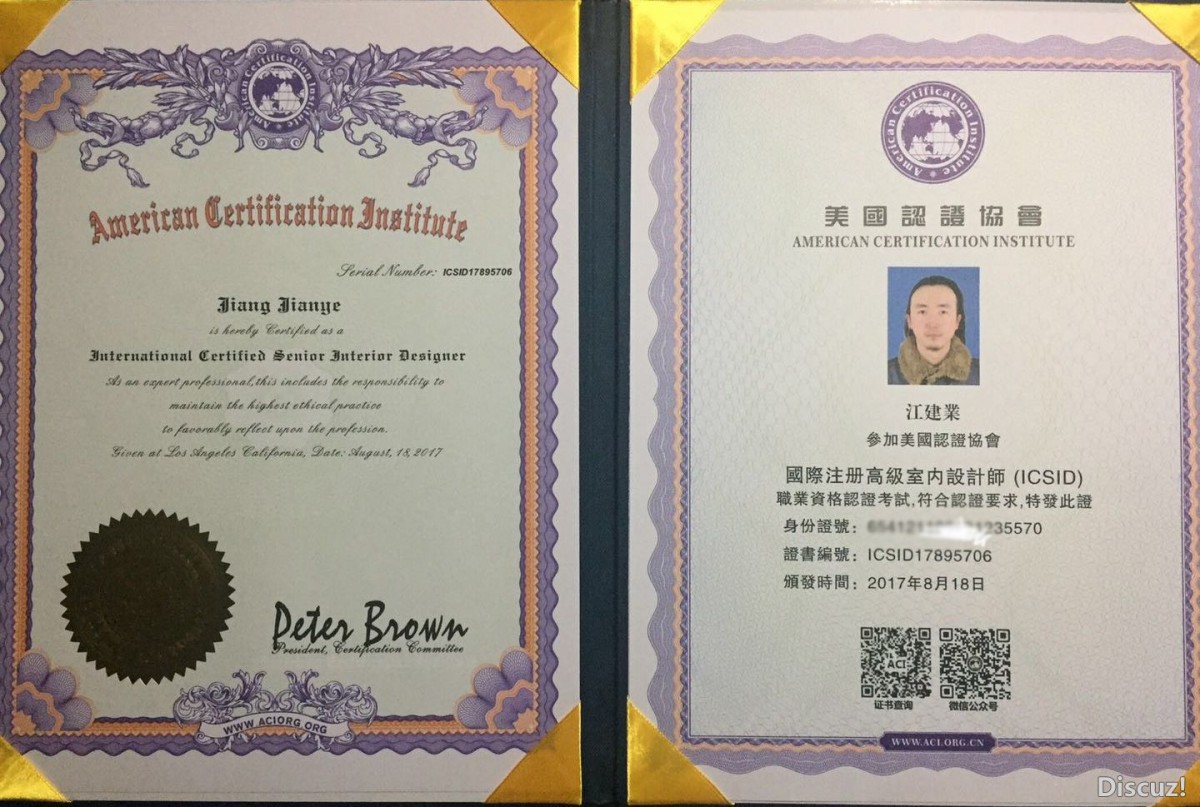 American Certification Institute
American Certification Institute
Serial Number: ICSID17895706
Jiang Jianye
is hereby Certified as a
International Certified Senior Interior Designer
As an expert professional,this includes the responsibility to
maintain the highest ethical practice
to favorably reflect upon the profession.
Given at Los Angeles California, Date: August, 18, 2017
Peter Brown
President, Certification Committee
WWW.ACIORG.ORG
American Certification Institute
美國認證協會
AMERICAN CERTIFICATION INSTITUTE
江建業
參加美國認證協會
國際注册高級室内設計師 (ICSID)
職業資格認證考試,符合認證要求,特發此證
身份證號：235570
證書編號：ICSID17895706
頒發時間：2017年8月18日
ACI
证书查询 微信公众号
WWW.ACI.ORG.CN
Discuz!